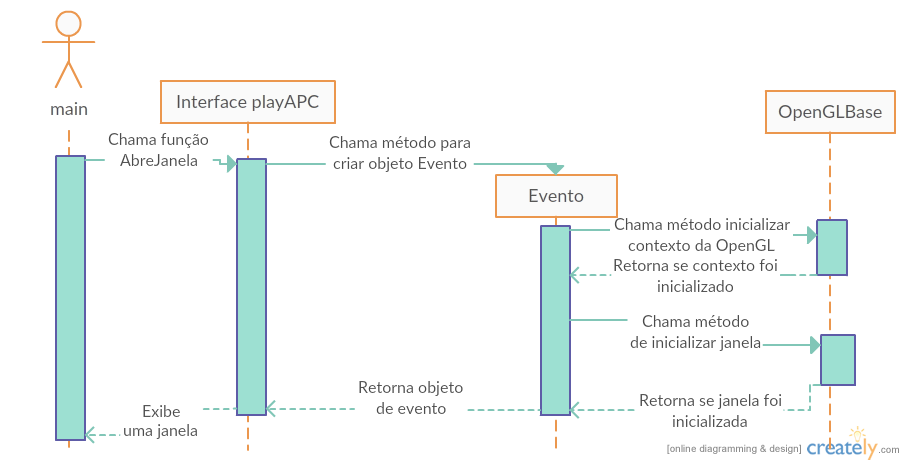 main
Interface playAPC
OpenGLBase
Chama função
AbreJanela
Chama método para
criar objeto Evento
Evento
Chama método inicializar
contexto da OpenGL
Retorna se contexto foi
inicializado
Chama método
de inicializar janela
Retorna objeto
de evento
Retorna se janela foi
inicializada
Exibe
uma janela
[online diagramming & design] creately.com